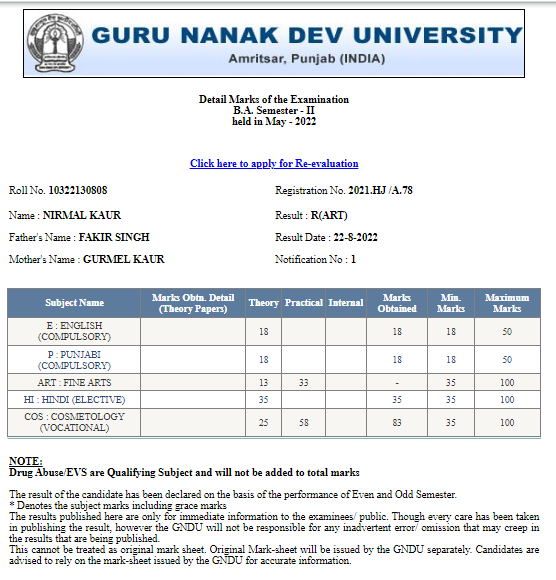 GURU NANAK DEV UNIVERSITY
Amritsar, Punjab (INDIA)
Detail Marks of the Examination
B.A. Semester - II
held in May - 2022
Click here to apply for Re-evaluation
Roll No. 10322130808 Registration No. 2021.HJ /A.78
Name : NIRMAL KAUR Result : R(ART)
Father's Name : FAKIR SINGH Result Date : 22-8-2022
Mother's Name : GURMEL KAUR Notification No : 1
Subject Name Marks Obtn. Detail (Theory Papers) Theory Practical Internal Marks Obtained Min. Marks Maximum Marks
E : ENGLISH (COMPULSORY) 18 18 18 50
P : PUNJABI (COMPULSORY) 18 18 18 50
ART : FINE ARTS 13 33 - 35 100
HI : HINDI (ELECTIVE) 35 35 35 100
COS : COSMETOLOGY (VOCATIONAL) 25 58 83 35 100
NOTE:
Drug Abuse/EVS are Qualifying Subject and will not be added to total marks
The result of the candidate has been declared on the basis of the performance of Even and Odd Semester.
* Denotes the subject marks including grace marks
The results published here are only for immediate information to the examinees/ public. Though every care has been taken
in publishing the result, however the GNDU will not be responsible for any inadvertent error/ omission that may creep in
the results that are being published.
This cannot be treated as original mark sheet. Original Mark-sheet will be issued by the GNDU separately. Candidates are
advised to rely on the mark-sheet issued by the GNDU for accurate information.